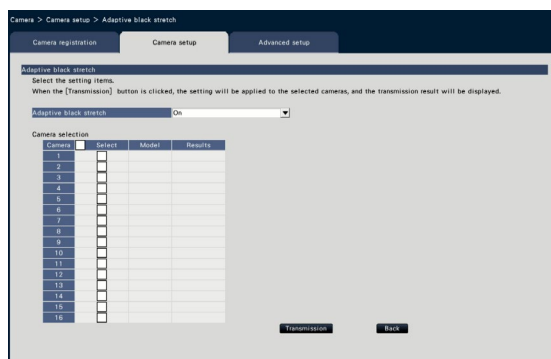 Camera > Camera setup > Adaptive black stretch
Camera registration Camera setup Advanced setup
Adaptive black stretch
Select the setting items.
When the [Transmission] button is clicked, the setting will be applied to the selected cameras, and the transmission result will be displayed.
Adaptive black stretch On
Camera selection
Camera Select Model Results
1
2
3
4
5
6
7
8
9
10
11
12
13
14
15
16
Transmission Back